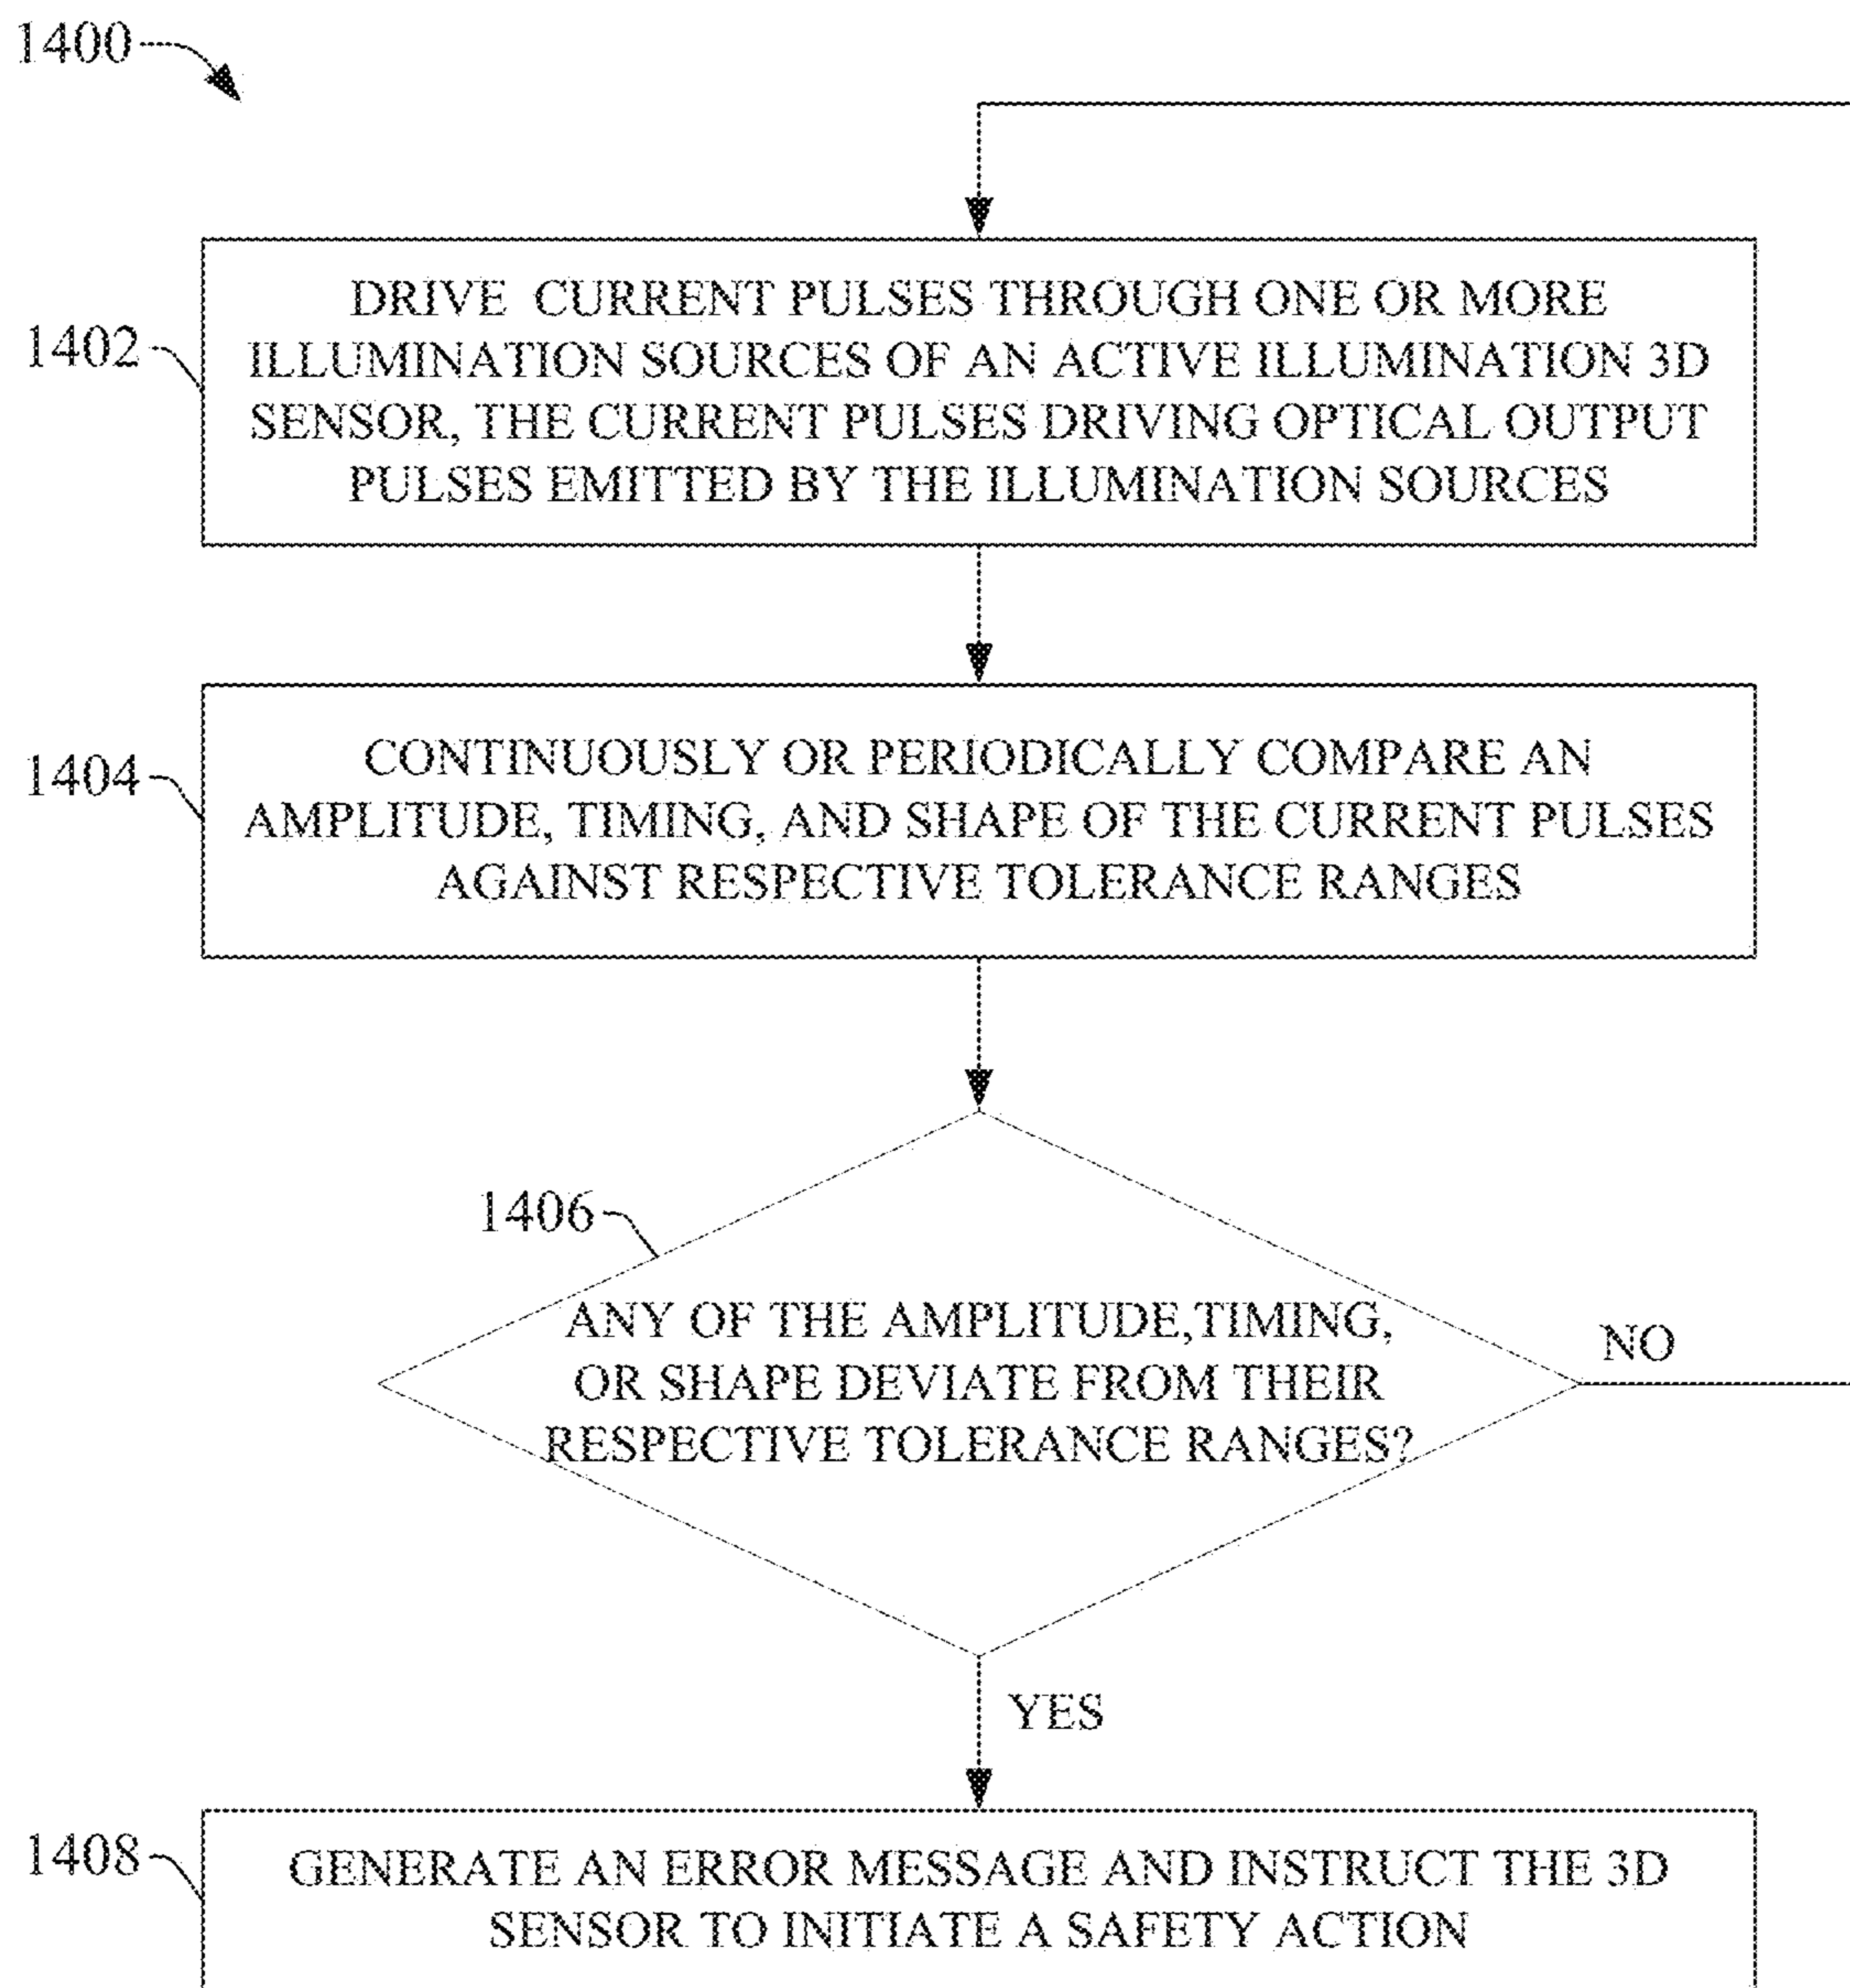 1400
1402
DRIVE CURRENT PULSES THROUGH ONE OR MORE
ILLUMINATION SOURCES OF AN ACTIVE ILLUMINATION 3D
SENSOR, THE CURRENT PULSES DRIVING OPTICAL OUTPUT
PULSES EMITTED BY THE ILLUMINATION SOURCES
1404
CONTINUOUSLY OR PERIODICALLY COMPARE AN
AMPLITUDE, TIMING, AND SHAPE OF THE CURRENT PULSES
AGAINST RESPECTIVE TOLERANCE RANGES
1406
ANY OF THE AMPLITUDE,TIMING,
OR SHAPE DEVIATE FROM THEIR
RESPECTIVE TOLERANCE RANGES?
NO
YES
1408
GENERATE AN ERROR MESSAGE AND INSTRUCT THE 3D
SENSOR TO INITIATE A SAFETY ACTION